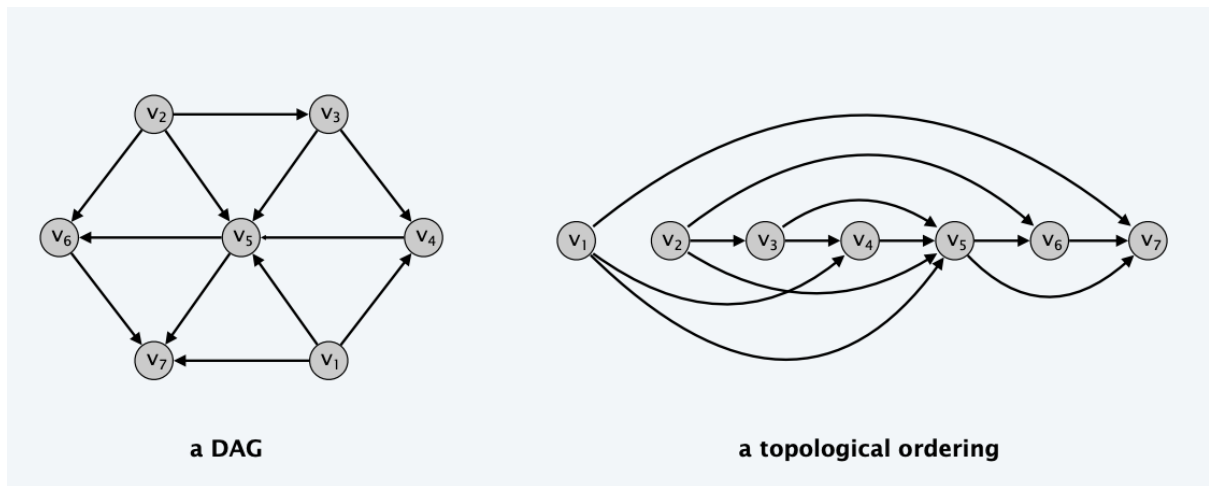 v₂ v₃
v₆ v₅ v₄
v₇ v₁
a DAG
v₁ v₂ v₃ v₄ v₅ v₆ v₇
a topological ordering